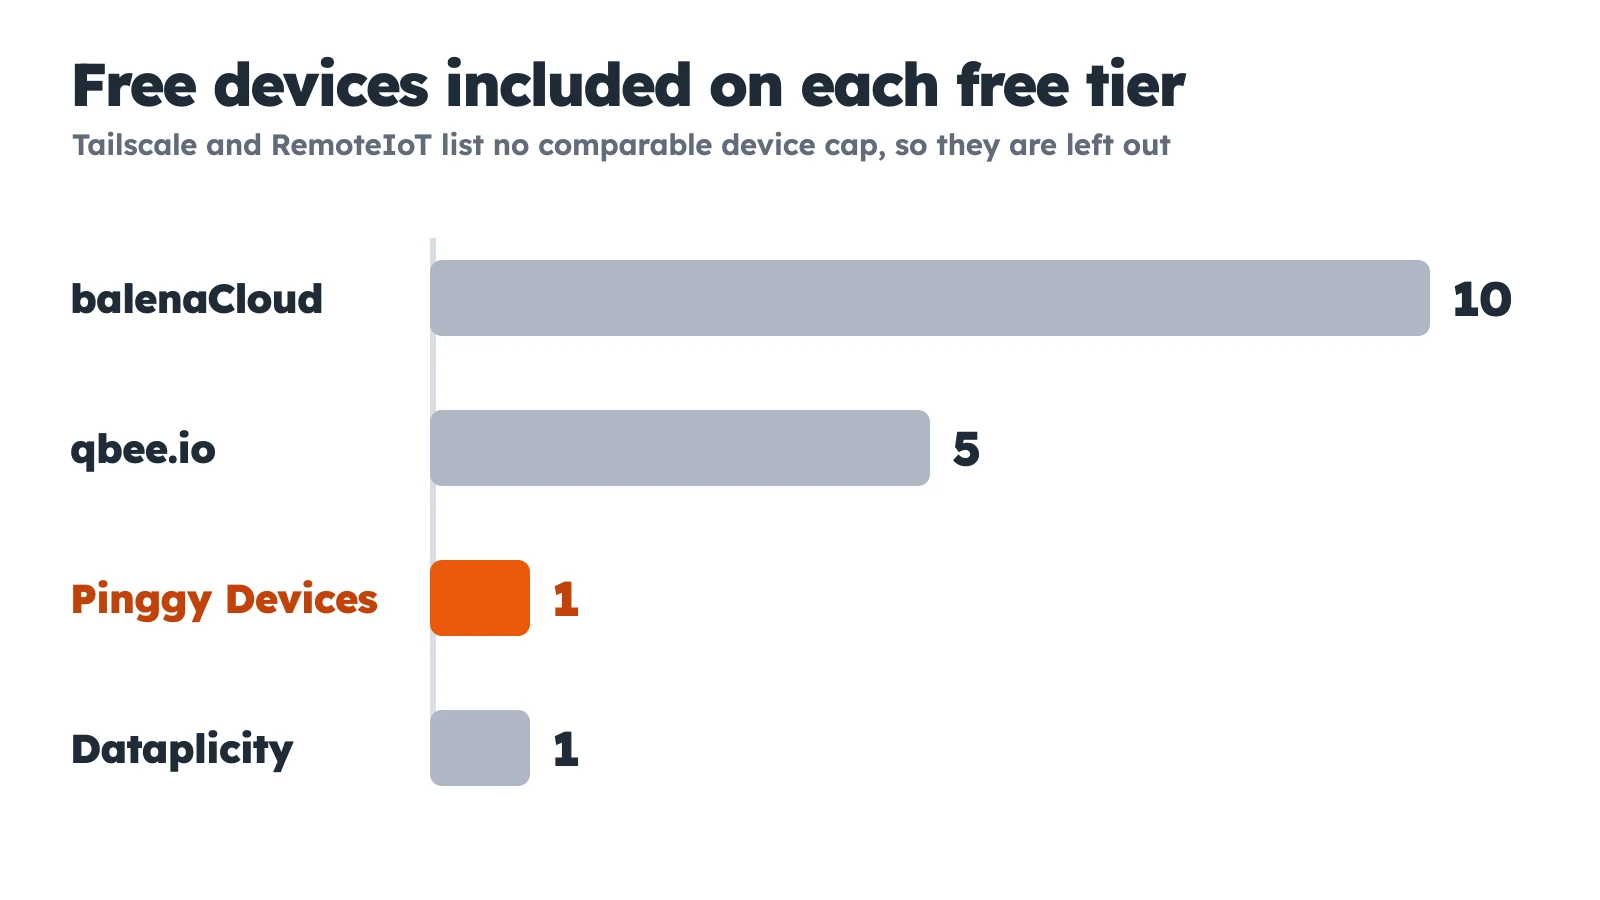 Free devices included on each free tier
Tailscale and RemoteIoT list no comparable device cap, so they are left out
balenaCloud 10
qbee.io 5
Pinggy Devices 1
Dataplicity 1